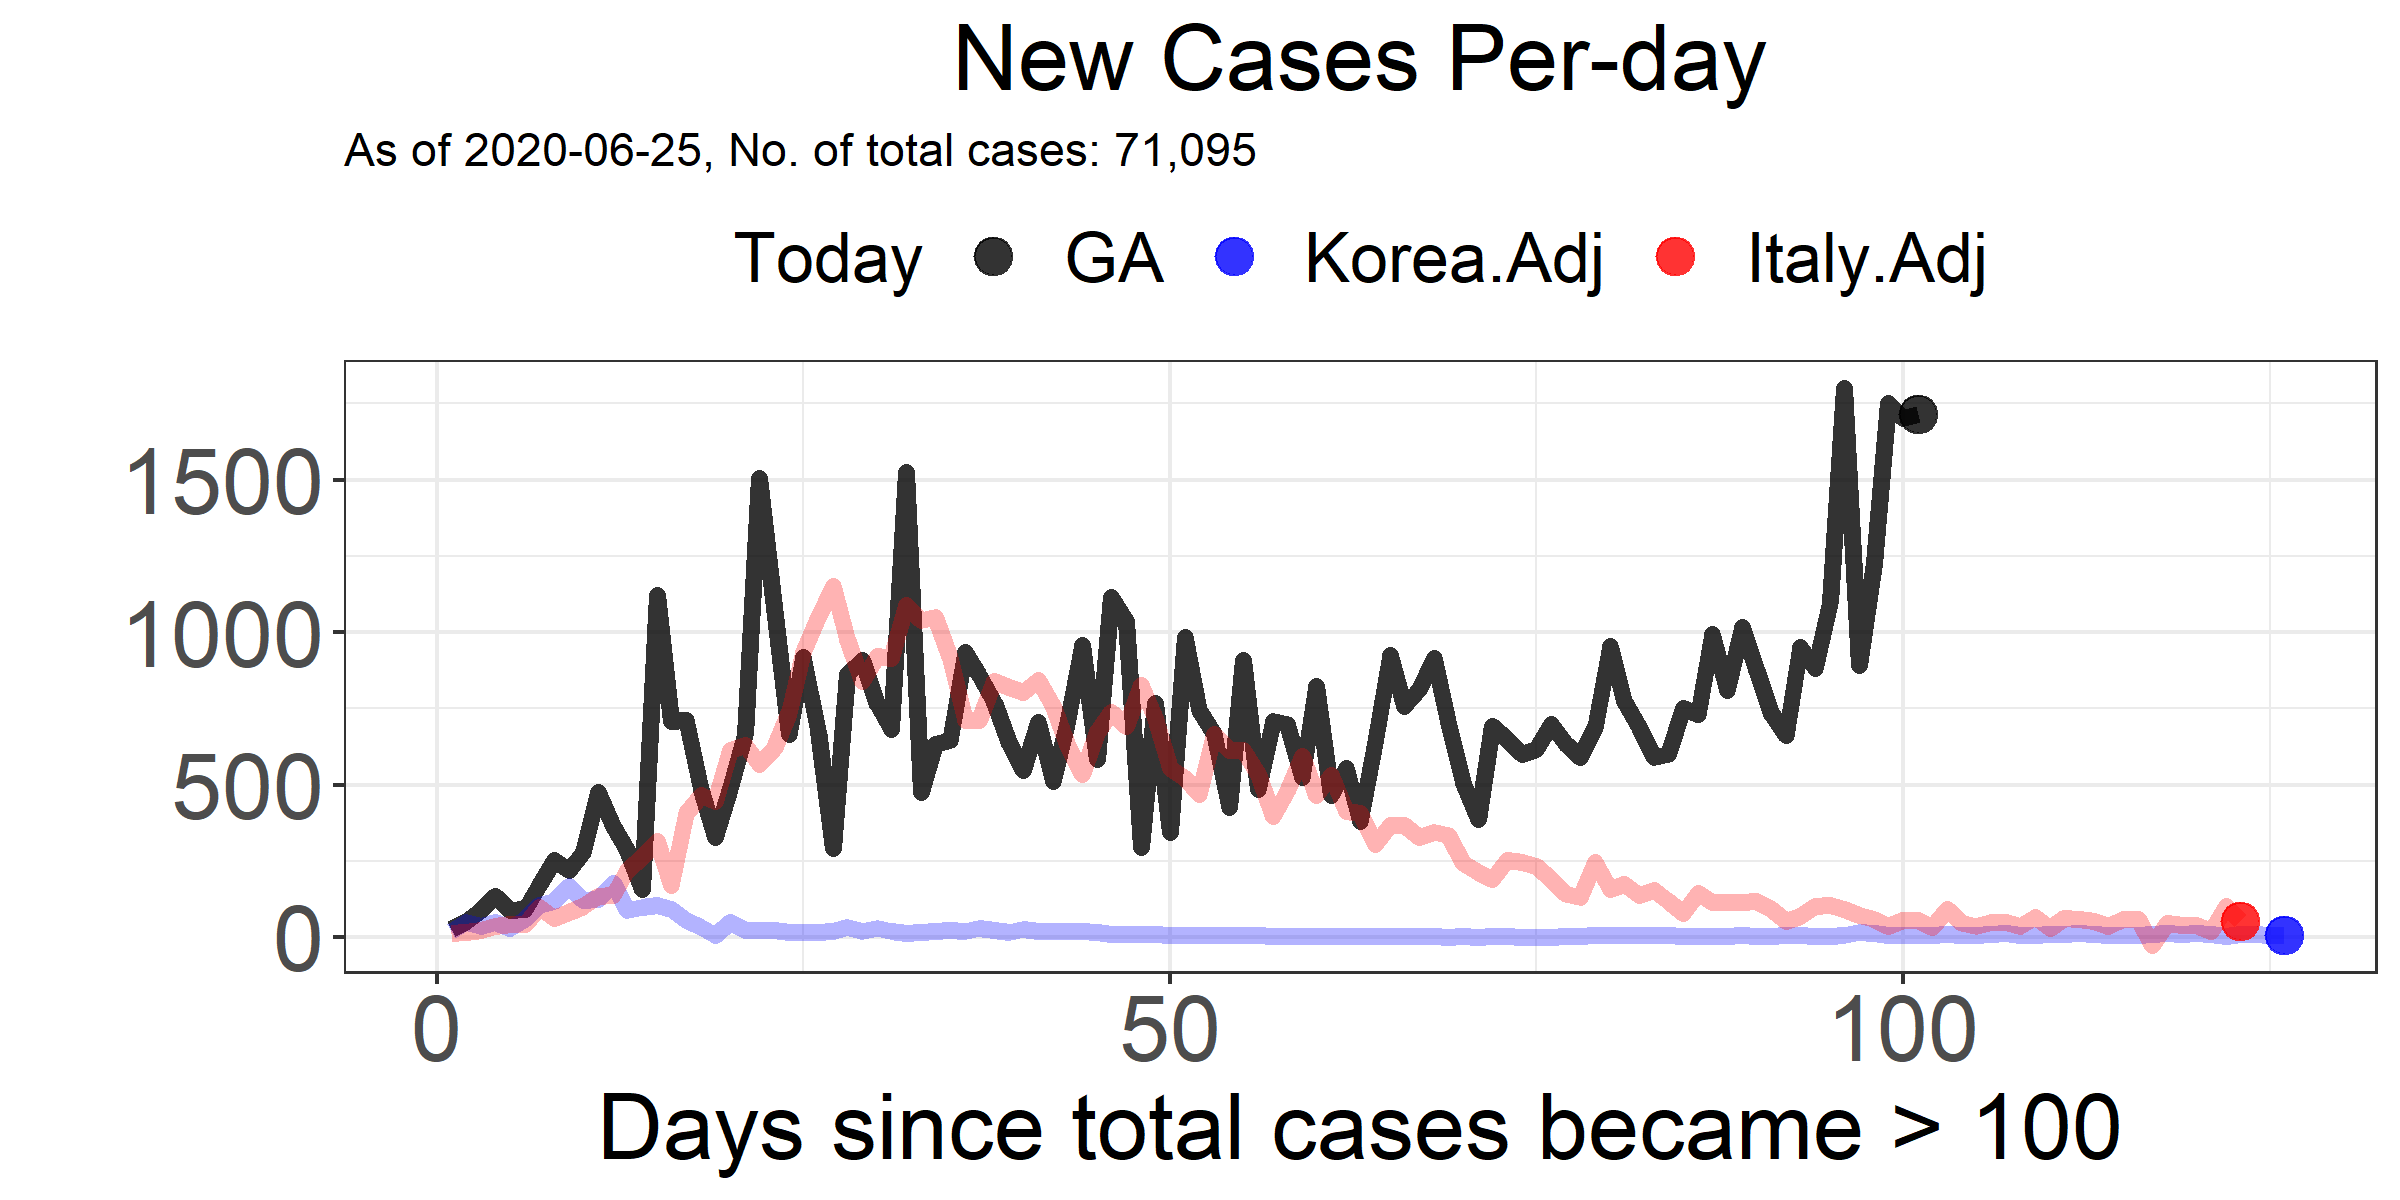 New Cases Per-day
As of 2020-06-25, No. of total cases: 71,095
Today GA Korea.Adj Italy.Adj
1500
1000
500
0
0 50 100
Days since total cases became > 100